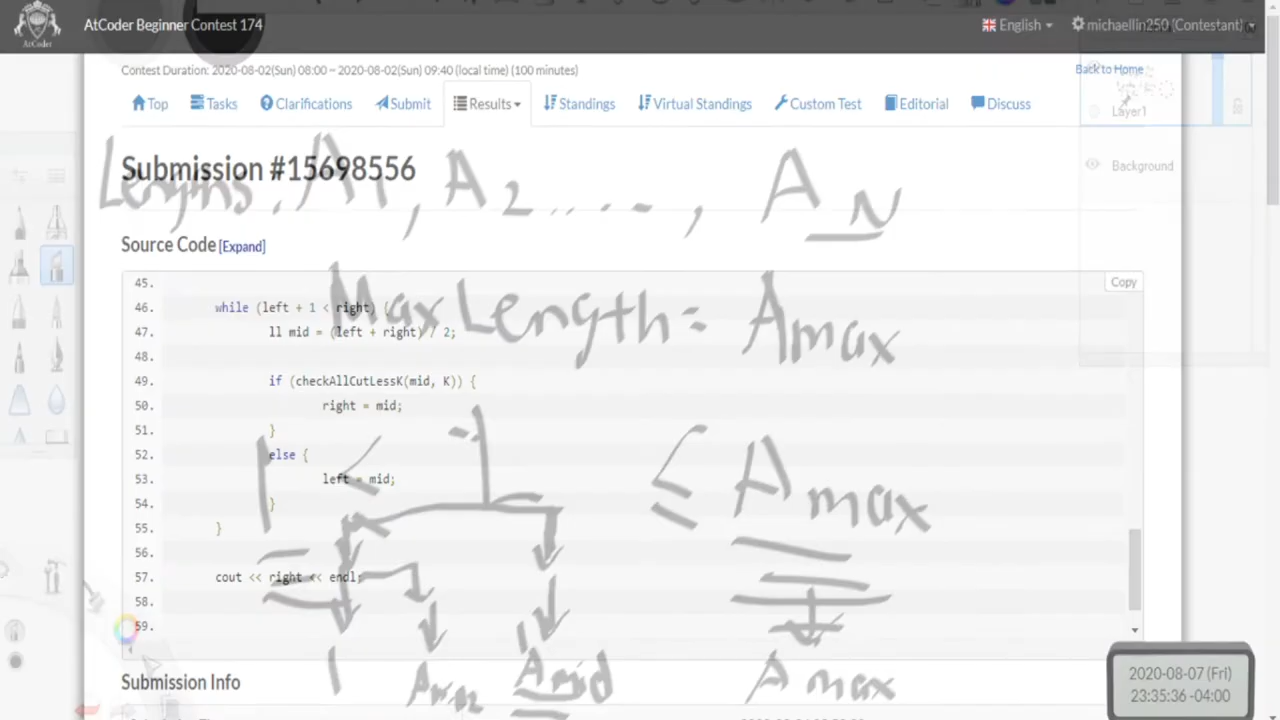 AtCoder Beginner Contest 174
English
michaellin250 (Contestant)
AtCoder
Contest Duration: 2020-08-02(Sun) 08:00 – 2020-08-02(Sun) 09:40 (local time) (100 minutes)
Back to Home
Top Tasks Clarifications Submit Results Standings Virtual Standings Custom Test Editorial Discuss
Layer1
Background
Submission #15698556
Lengths: A1, A2 ....., AN
Source Code [Expand]
Copy
45.
46. while (left + 1 < right) {
47. ll mid = (left + right) / 2;
Max Length = Amax
48.
49. if (checkAllCutLessK(mid, K)) {
50. right = mid;
51. }
52. else {
53. left = mid;
54. }
1 < ≤ Amax
55. }
56.
57. cout << right << endl;
58.
59.
1 Amid Amax
Submission Info
2020-08-07 (Fri)
23:35:36 -04:00